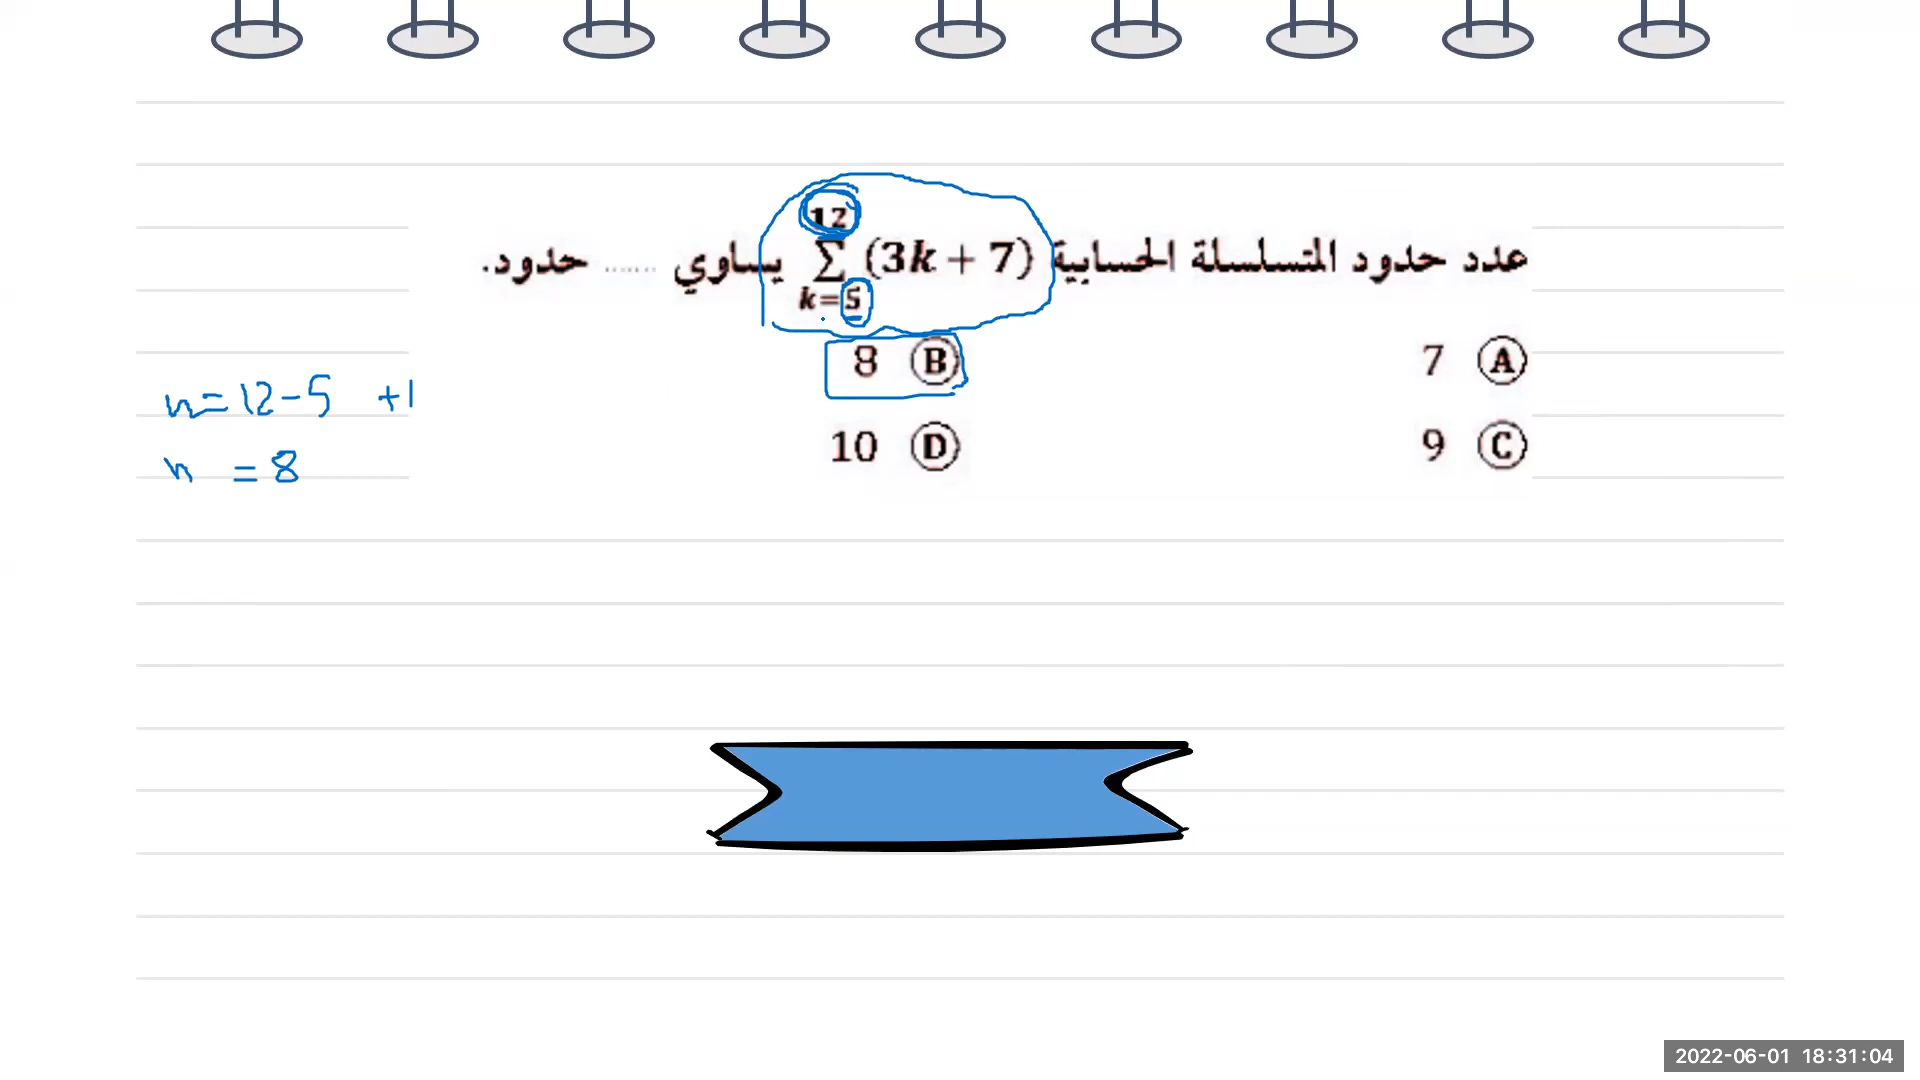 عدد حدود المتسلسلة الحسابية $\sum_{k=5}^{12} (3k + 7)$ يساوي ...... حدود.
7 Ⓐ 8 Ⓑ
9 Ⓒ 10 Ⓓ
n=12-5 +1
n =8
2022-06-01 18:31:04